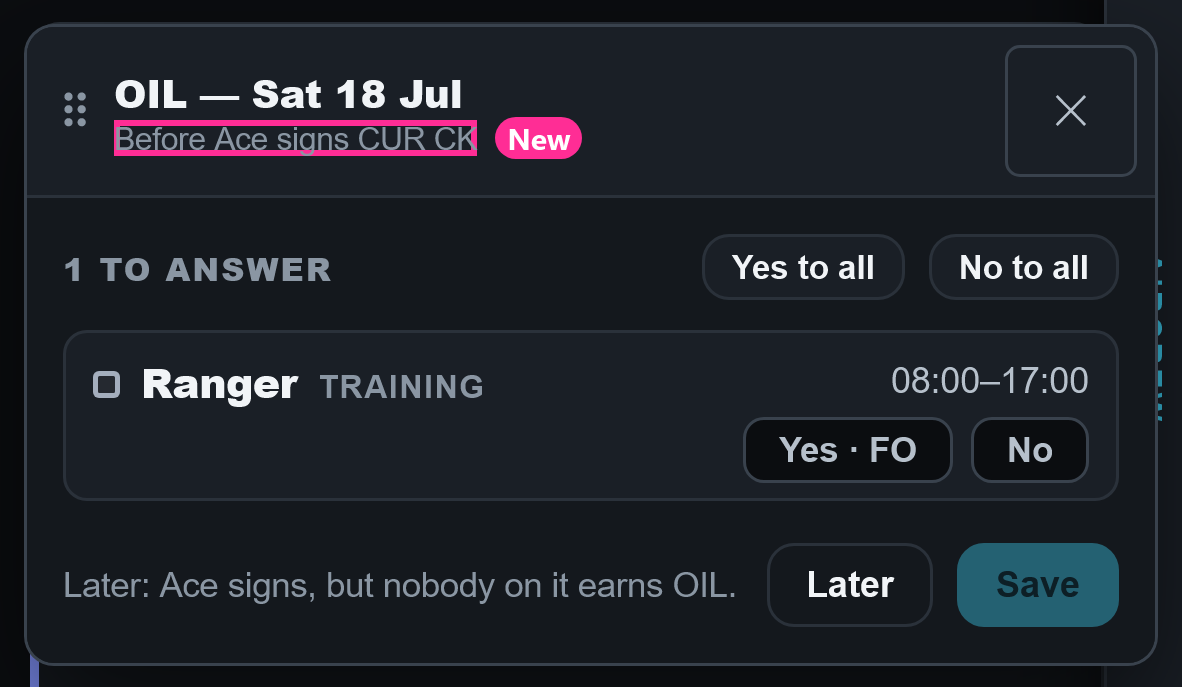 OIL — Sat 18 Jul
Before Ace signs CUR CK New
1 TO ANSWER Yes to all No to all
Ranger TRAINING 08:00–17:00
Yes · FO No
Later: Ace signs, but nobody on it earns OIL. Later Save